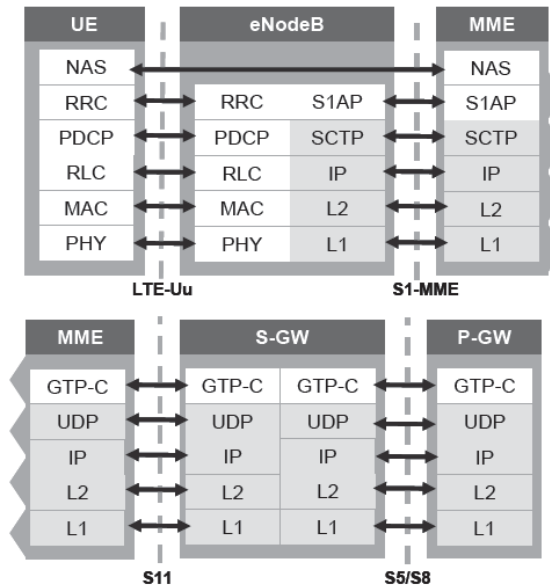 UE eNodeB MME
NAS NAS
RRC RRC S1AP S1AP
PDCP PDCP SCTP SCTP
RLC RLC IP IP
MAC MAC L2 L2
PHY PHY L1 L1
LTE-Uu S1-MME
MME S-GW P-GW
GTP-C GTP-C GTP-C GTP-C
UDP UDP UDP UDP
IP IP IP IP
L2 L2 L2 L2
L1 L1 L1 L1
S11 S5/S8